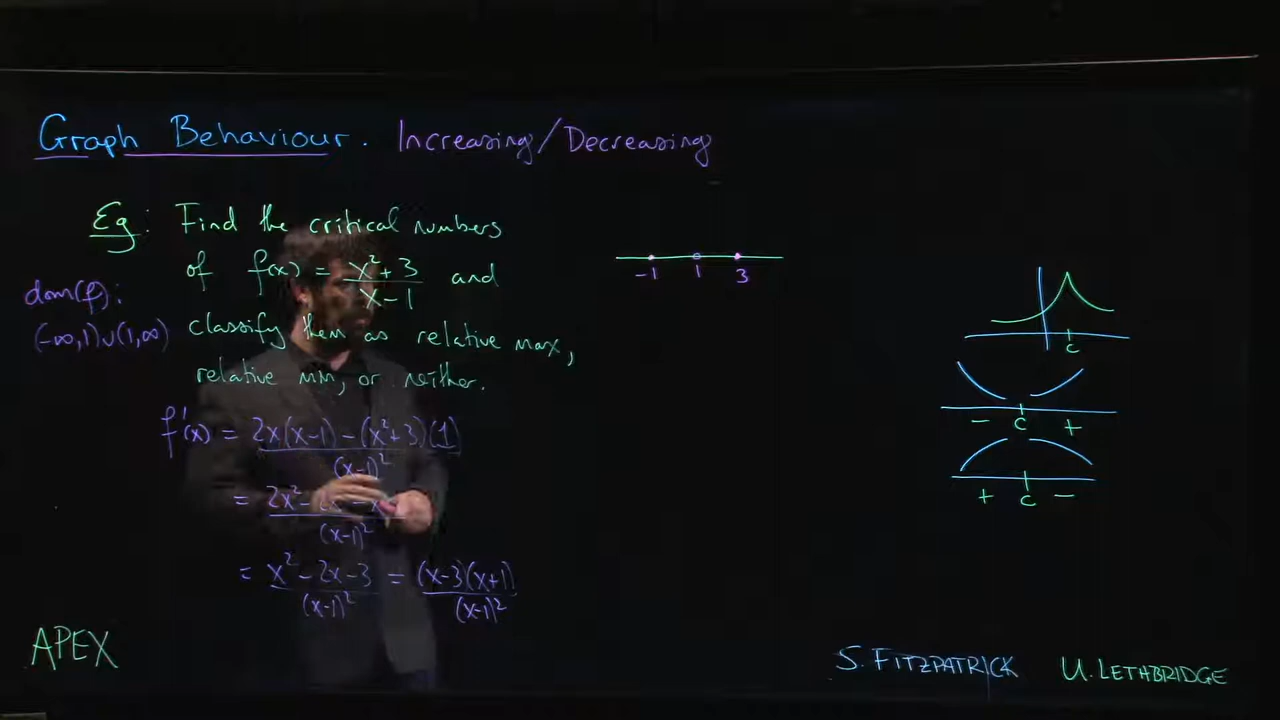 Graph Behaviour. Increasing/Decreasing
Eg: Find the critical numbers
of f(x) = x²+3 / x-1 and
classify them as relative max,
relative min, or neither.
dom(f):
(-∞,1)∪(1,∞)
f'(x) = 2x(x-1) - (x²+3)(1) / (x-1)²
= 2x² - / (x-1)²
= x²-2x-3 / (x-1)² = (x-3)(x+1) / (x-1)²
-1 1 3
c
- c +
+ c -
APEX
S. FITZPATRICK U. LETHBRIDGE